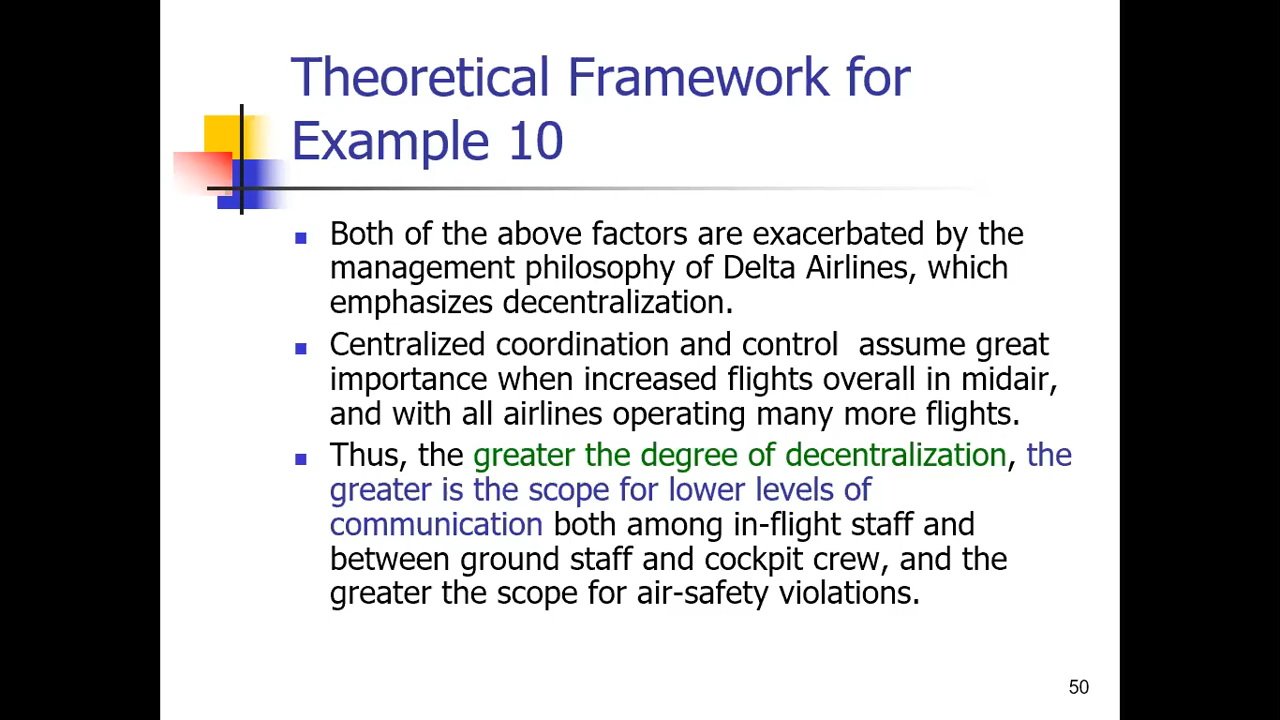 Theoretical Framework for
Example 10
Both of the above factors are exacerbated by the
management philosophy of Delta Airlines, which
emphasizes decentralization.
Centralized coordination and control  assume great
importance when increased flights overall in midair,
and with all airlines operating many more flights.
Thus, the greater the degree of decentralization, the
greater is the scope for lower levels of
communication both among in-flight staff and
between ground staff and cockpit crew, and the
greater the scope for air-safety violations.
50